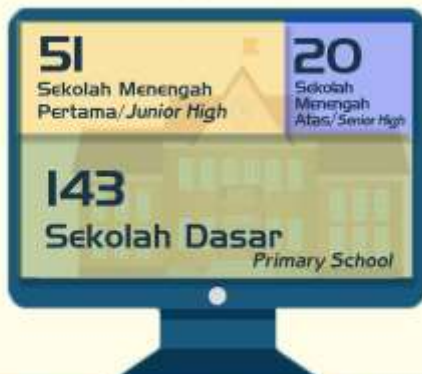 51
Sekolah Menengah
Pertama/Junior High
20
Sekolah
Menengah
Atas/Senior High
143
Sekolah Dasar
Primary School